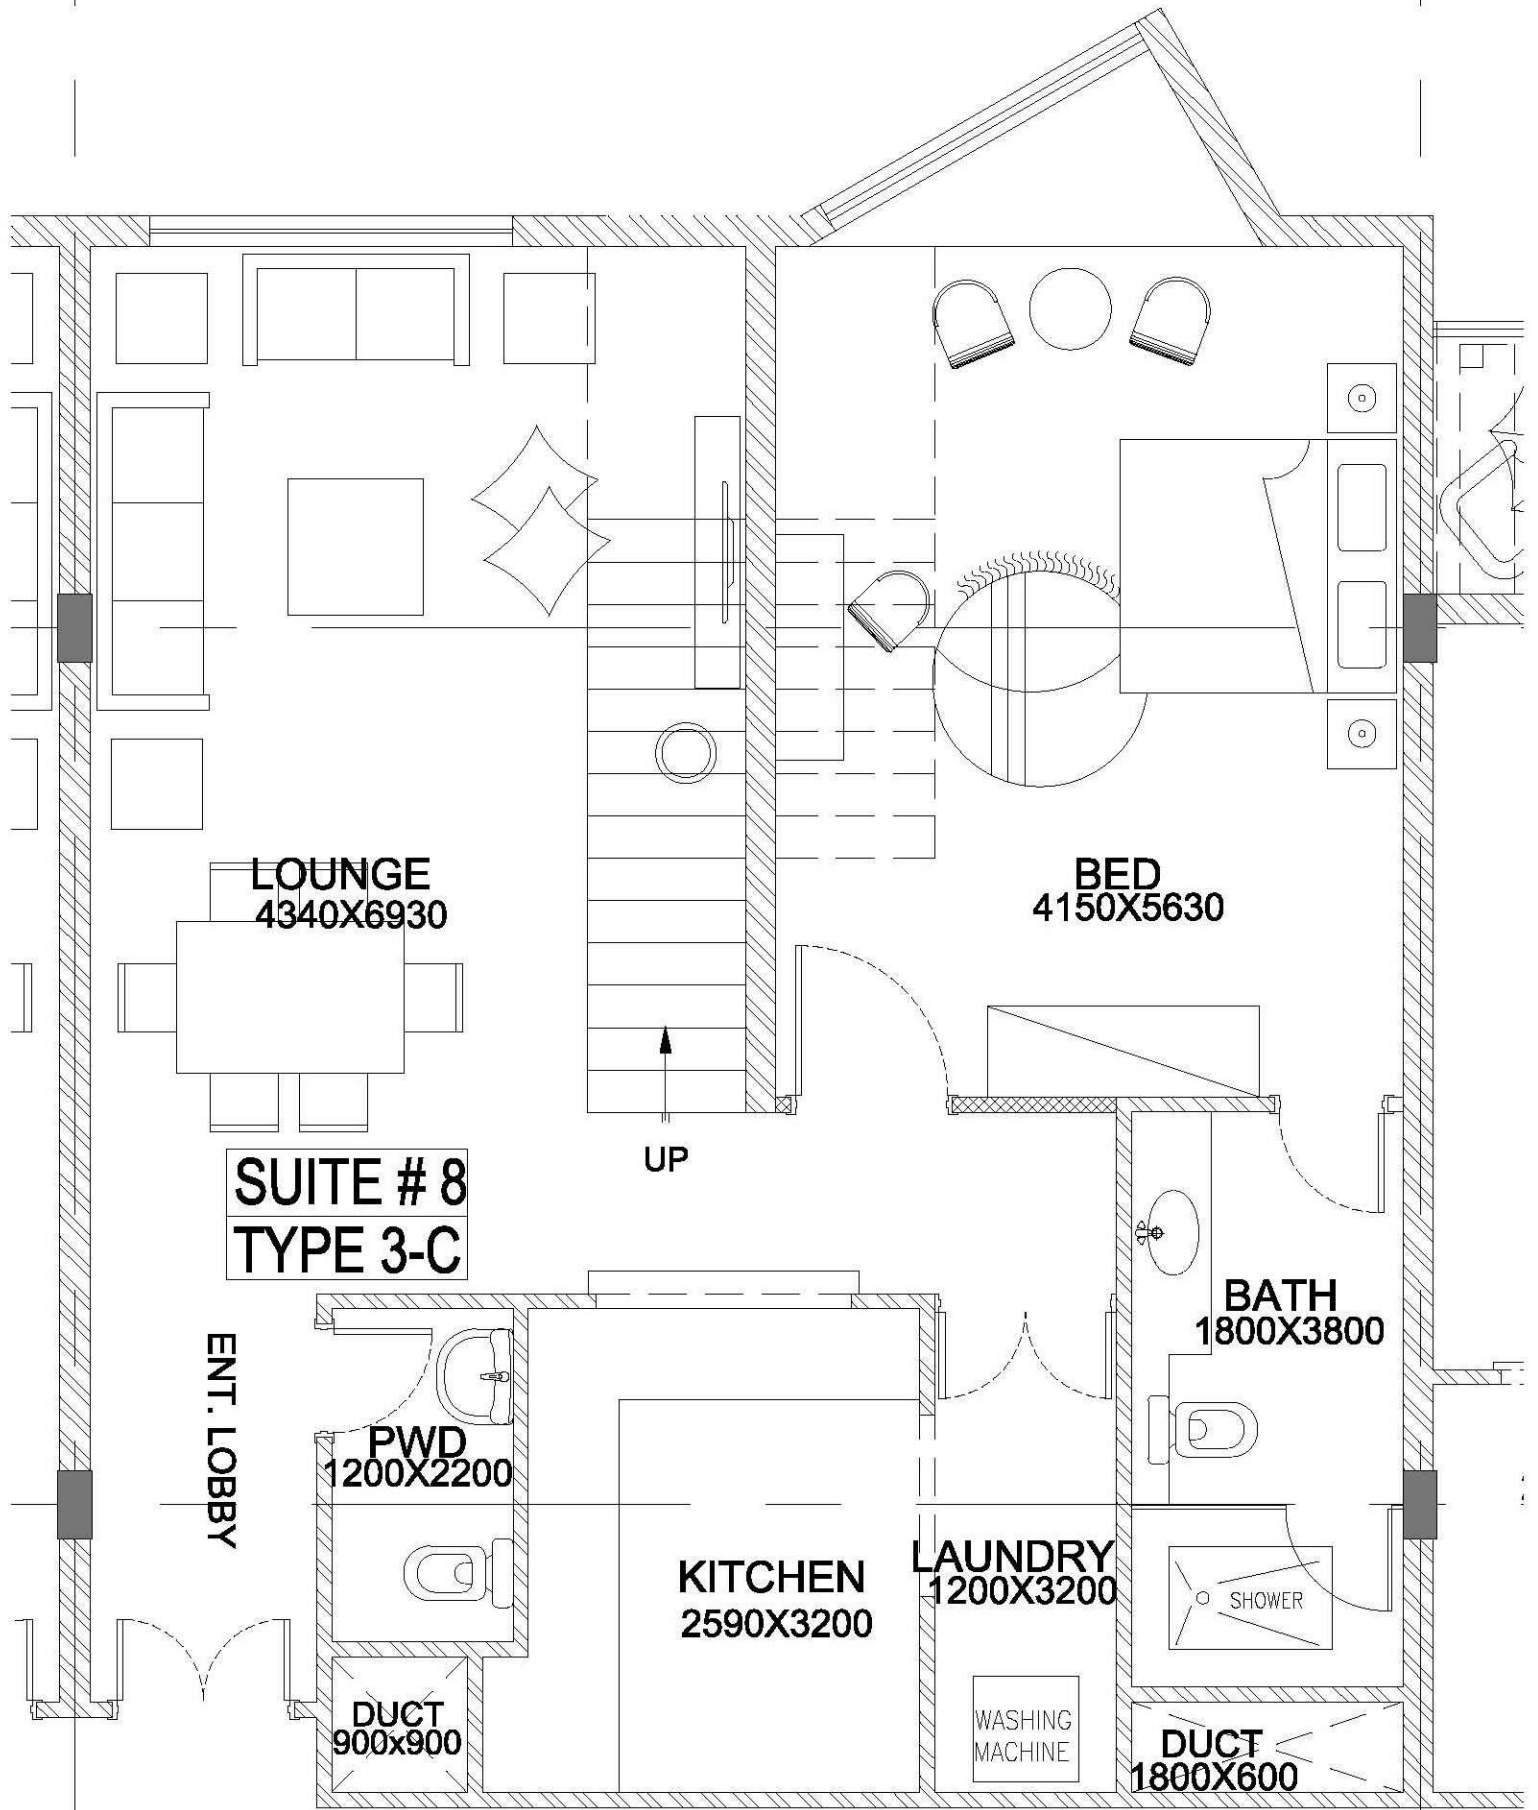 LOUNGE
4340X6930
BED
4150X5630
UP
SUITE # 8
TYPE 3-C
BATH
1800X3800
ENT. LOBBY
PWD
1200X2200
KITCHEN
2590X3200
LAUNDRY
1200X3200
SHOWER
DUCT
900x900
WASHING
MACHINE
DUCT
1800X600